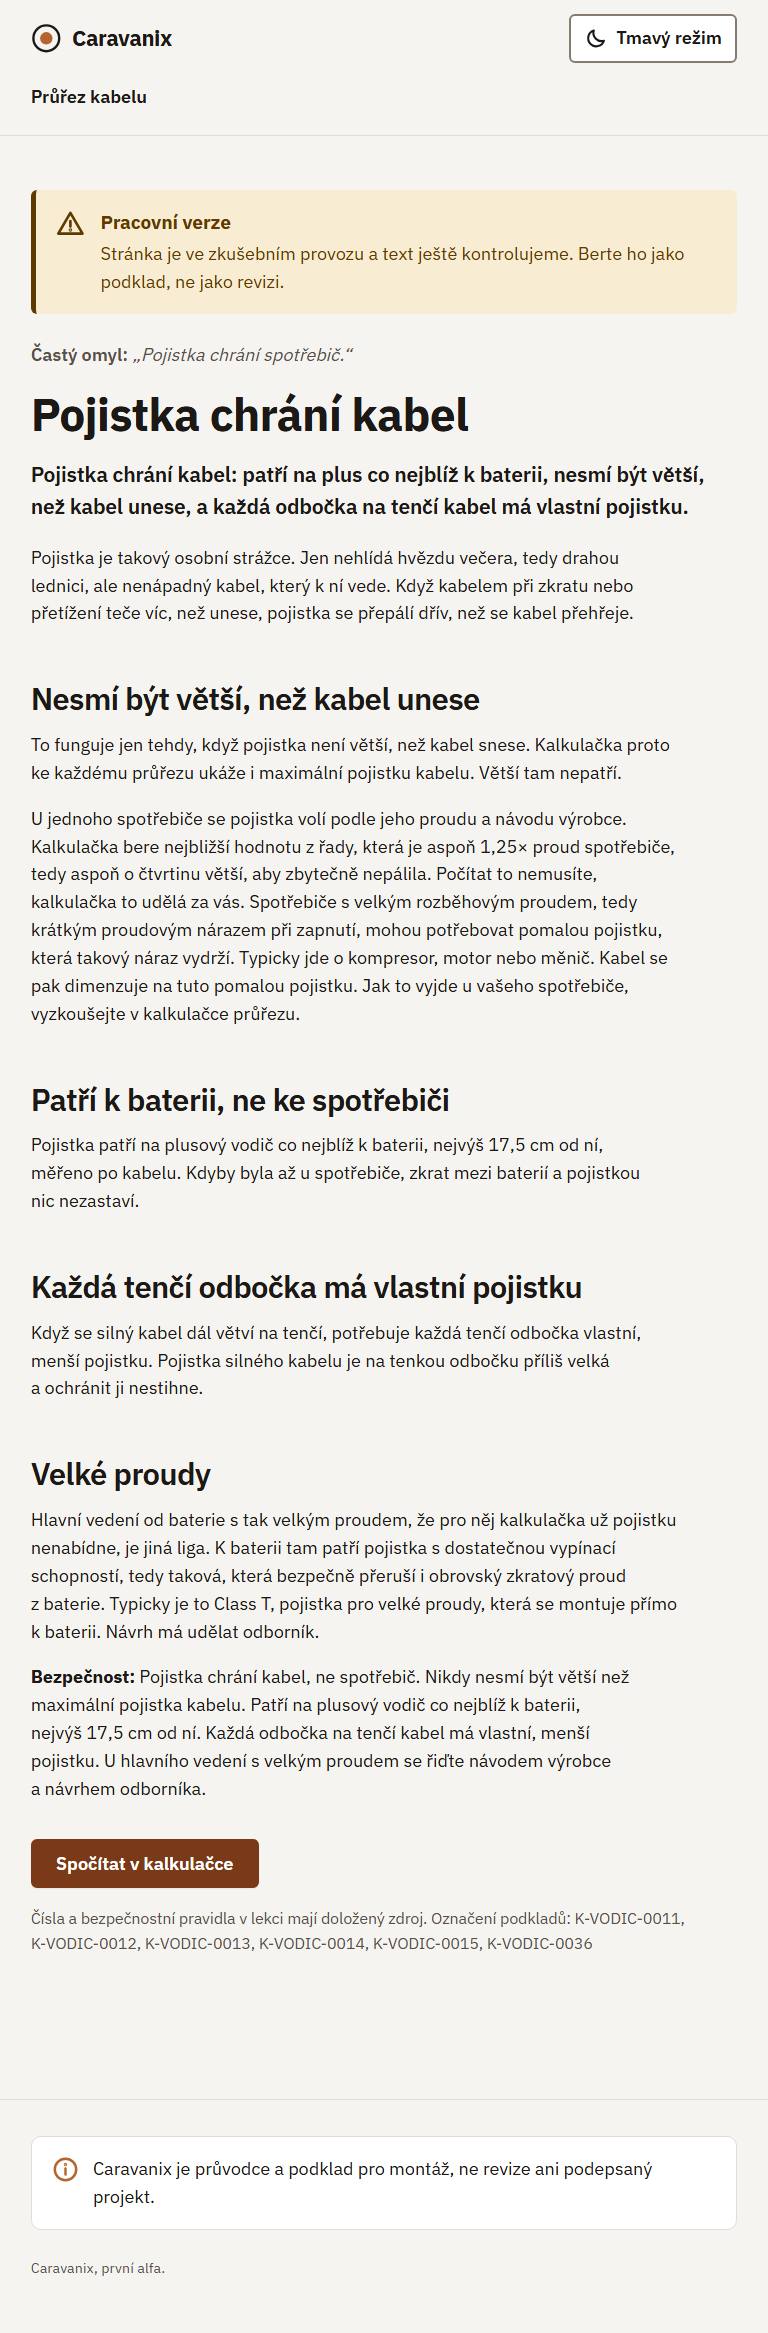 Caravanix
Tmavý režim
Průřez kabelu
Pracovní verze
Stránka je ve zkušebním provozu a text ještě kontrolujeme. Berte ho jako
podklad, ne jako revizi.
Častý omyl: „Pojistka chrání spotřebič.“
Pojistka chrání kabel
Pojistka chrání kabel: patří na plus co nejblíž k baterii, nesmí být větší,
než kabel unese, a každá odbočka na tenčí kabel má vlastní pojistku.
Pojistka je takový osobní strážce. Jen nehlídá hvězdu večera, tedy drahou
lednici, ale nenápadný kabel, který k ní vede. Když kabelem při zkratu nebo
přetížení teče víc, než unese, pojistka se přepálí dřív, než se kabel přehřeje.
Nesmí být větší, než kabel unese
To funguje jen tehdy, když pojistka není větší, než kabel snese. Kalkulačka proto
ke každému průřezu ukáže i maximální pojistku kabelu. Větší tam nepatří.
U jednoho spotřebiče se pojistka volí podle jeho proudu a návodu výrobce.
Kalkulačka bere nejbližší hodnotu z řady, která je aspoň 1,25× proud spotřebiče,
tedy aspoň o čtvrtinu větší, aby zbytečně nepálila. Počítat to nemusíte,
kalkulačka to udělá za vás. Spotřebiče s velkým rozběhovým proudem, tedy
krátkým proudovým nárazem při zapnutí, mohou potřebovat pomalou pojistku,
která takový náraz vydrží. Typicky jde o kompresor, motor nebo měnič. Kabel se
pak dimenzuje na tuto pomalou pojistku. Jak to vyjde u vašeho spotřebiče,
vyzkoušejte v kalkulačce průřezu.
Patří k baterii, ne ke spotřebiči
Pojistka patří na plusový vodič co nejblíž k baterii, nejvýš 17,5 cm od ní,
měřeno po kabelu. Kdyby byla až u spotřebiče, zkrat mezi baterií a pojistkou
nic nezastaví.
Každá tenčí odbočka má vlastní pojistku
Když se silný kabel dál větví na tenčí, potřebuje každá tenčí odbočka vlastní,
menší pojistku. Pojistka silného kabelu je na tenkou odbočku příliš velká
a ochránit ji nestihne.
Velké proudy
Hlavní vedení od baterie s tak velkým proudem, že pro něj kalkulačka už pojistku
nenabídne, je jiná liga. K baterii tam patří pojistka s dostatečnou vypínací
schopností, tedy taková, která bezpečně přeruší i obrovský zkratový proud
z baterie. Typicky je to Class T, pojistka pro velké proudy, která se montuje přímo
k baterii. Návrh má udělat odborník.
Bezpečnost: Pojistka chrání kabel, ne spotřebič. Nikdy nesmí být větší než
maximální pojistka kabelu. Patří na plusový vodič co nejblíž k baterii,
nejvýš 17,5 cm od ní. Každá odbočka na tenčí kabel má vlastní, menší
pojistku. U hlavního vedení s velkým proudem se řiďte návodem výrobce
a návrhem odborníka.
Spočítat v kalkulačce
Čísla a bezpečnostní pravidla v lekci mají doložený zdroj. Označení podkladů: K-VODIC-0011,
K-VODIC-0012, K-VODIC-0013, K-VODIC-0014, K-VODIC-0015, K-VODIC-0036
Caravanix je průvodce a podklad pro montáž, ne revize ani podepsaný
projekt.
Caravanix, první alfa.